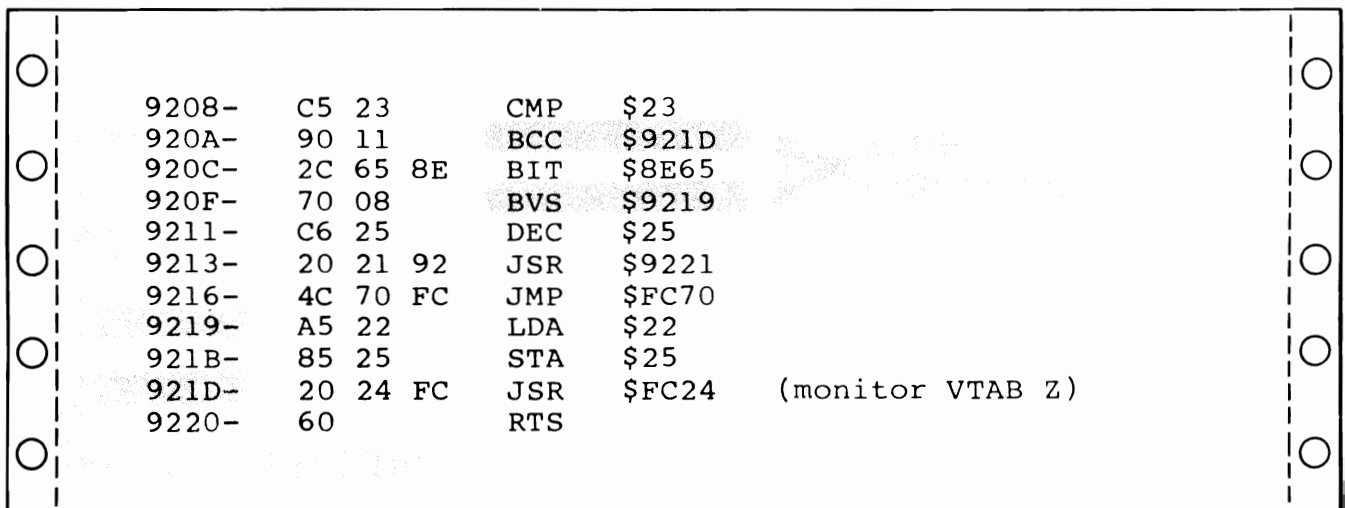 9208- C5 23 CMP $23
920A- 90 11 BCC $921D
920C- 2C 65 8E BIT $8E65
920F- 70 08 BVS $9219
9211- C6 25 DEC $25
9213- 20 21 92 JSR $9221
9216- 4C 70 FC JMP $FC70
9219- A5 22 LDA $22
921B- 85 25 STA $25
921D- 20 24 FC JSR $FC24 (monitor VTAB Z)
9220- 60 RTS